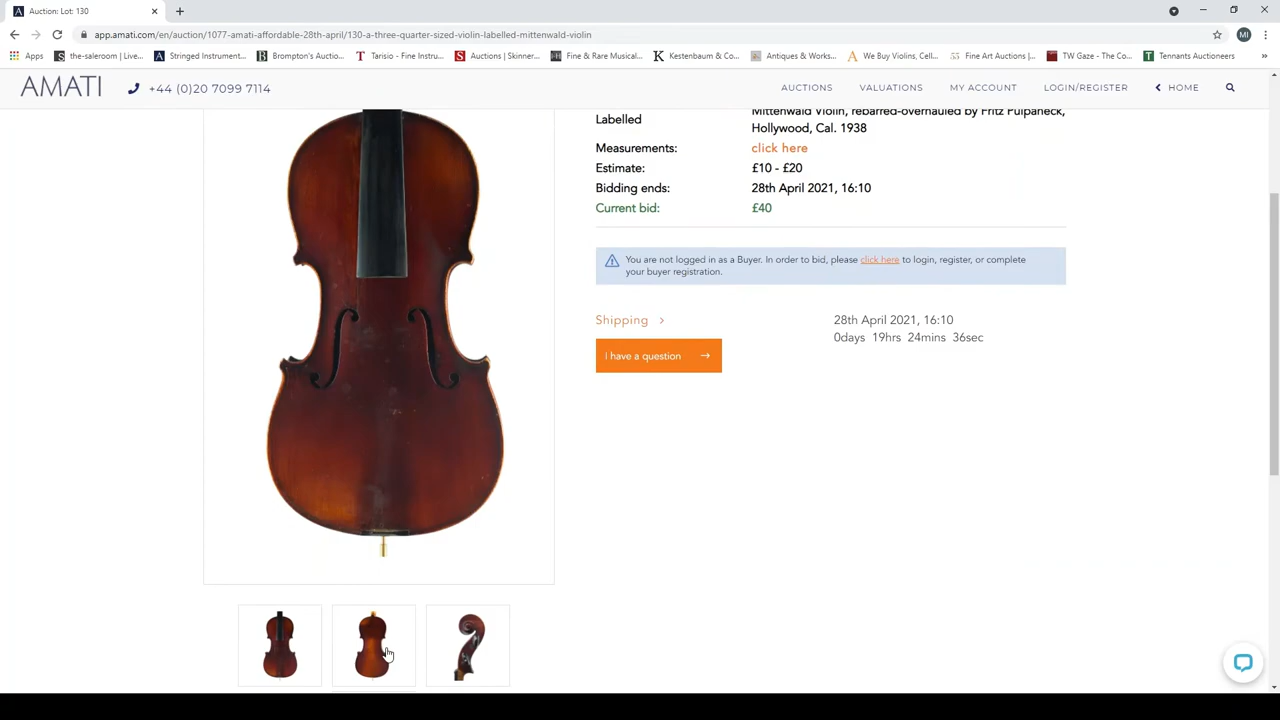 Auction: Lot: 130
app.amati.com/en/auction/1077-amati-affordable-28th-april/130-a-three-quarter-sized-violin-labelled-mittenwald-violin
MI
Apps
the-saleroom | Live...
Stringed Instrument...
Brompton's Auctio...
Tarisio - Fine Instru...
Auctions | Skinner...
Fine & Rare Musical...
Kestenbaum & Co...
Antiques & Works...
We Buy Violins, Cell...
Fine Art Auctions |...
TW Gaze - The Co...
Tennants Auctioneers
AMATI
+44 (0)20 7099 7114
AUCTIONS
VALUATIONS
MY ACCOUNT
LOGIN/REGISTER
HOME
Labelled
Mittenwald Violin, rebarred-overhauled by Fritz Pulpaneck,
Hollywood, Cal. 1938
Measurements:
click here
Estimate:
£10 - £20
Bidding ends:
28th April 2021, 16:10
Current bid:
£40
You are not logged in as a Buyer. In order to bid, please click here to login, register, or complete
your buyer registration.
Shipping >
28th April 2021, 16:10
0days 19hrs 24mins 36sec
I have a question →